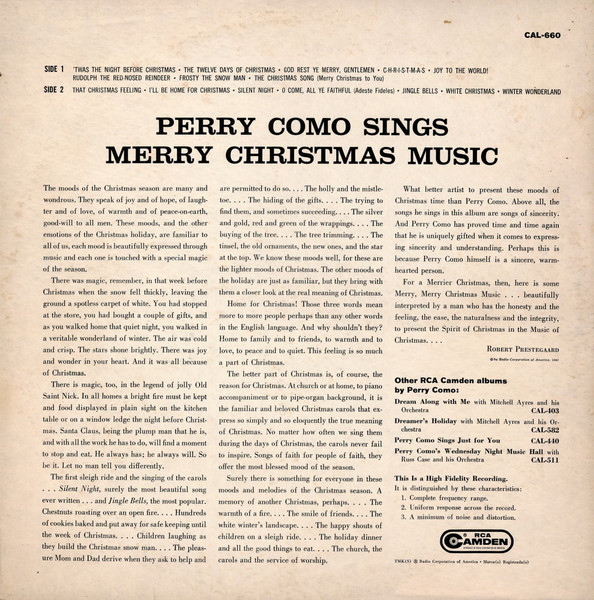 CAL-660
SIDE 1 'TWAS THE NIGHT BEFORE CHRISTMAS • THE TWELVE DAYS OF CHRISTMAS • GOD REST YE MERRY, GENTLEMEN • C-H-R-I-S-T-M-A-S • JOY TO THE WORLD!
RUDOLPH THE RED-NOSED REINDEER • FROSTY THE SNOW MAN • THE CHRISTMAS SONG (Merry Christmas to You)
SIDE 2 THAT CHRISTMAS FEELING • I'LL BE HOME FOR CHRISTMAS • SILENT NIGHT • O COME, ALL YE FAITHFUL (Adeste Fideles) • JINGLE BELLS • WHITE CHRISTMAS • WINTER WONDERLAND
PERRY COMO SINGS
MERRY CHRISTMAS MUSIC
The moods of the Christmas season are many and
wondrous. They speak of joy and of hope, of laugh-
ter and of love, of warmth and of peace-on-earth,
good-will to all men. These moods, and the other
emotions of the Christmas holiday, are familiar to
all of us, each mood is beautifully expressed through
music and each one is touched with a special magic
of the season.
There was magic, remember, in that week before
Christmas when the snow fell thickly, leaving the
ground a spotless carpet of white. You had stopped
at the store, you had bought a couple of gifts, and
as you walked home that quiet night, you walked in
a veritable wonderland of winter. The air was cold
and crisp. The stars shone brightly. There was joy
and wonder in your heart. And it was all because
of Christmas.
There is magic, too, in the legend of jolly Old
Saint Nick. In all homes a bright fire must be kept
and food displayed in plain sight on the kitchen
table or on a window ledge the night before Christ-
mas. Santa Claus, being the plump man that he is,
and with all the work he has to do, will find a moment
to stop and eat. He always has; he always will. So
be it. Let no man tell you differently.
The first sleigh ride and the singing of the carols
. . . . Silent Night, surely the most beautiful song
ever written . . . and Jingle Bells, the most popular.
Chestnuts roasting over an open fire. . . . Hundreds
of cookies baked and put away for safe keeping until
the week of Christmas. . . . Children laughing as
they build the Christmas snow man. . . . The pleas-
ure Mom and Dad derive when they ask to help and
are permitted to do so. . . . The holly and the mistle-
toe. . . . The hiding of the gifts. . . . The trying to
find them, and sometimes succeeding. . . . The silver
and gold, red and green of the wrappings. . . . The
buying of the tree. . . . The tree trimming. . . . The
tinsel, the old ornaments, the new ones, and the star
at the top. We know these moods well, for these are
the lighter moods of Christmas. The other moods of
the holiday are just as familiar, but they bring with
them a closer look at the real meaning of Christmas.
Home for Christmas! Those three words mean
more to more people perhaps than any other words
in the English language. And why shouldn't they?
Home to family and to friends, to warmth and to
love, to peace and to quiet. This feeling is so much
a part of Christmas.
The better part of Christmas is, of course, the
reason for Christmas. At church or at home, to piano
accompaniment or to pipe-organ background, it is
the familiar and beloved Christmas carols that ex-
press so simply and so eloquently the true meaning
of Christmas. No matter how often we sing them
during the days of Christmas, the carols never fail
to inspire. Songs of faith for people of faith, they
offer the most blessed mood of the season.
Surely there is something for everyone in these
moods and melodies of the Christmas season. A
memory of another Christmas, perhaps. . . . The
warmth of a fire. . . . The smile of friends. . . . The
white winter's landscape. . . . The happy shouts of
children on a sleigh ride. . . . The holiday dinner
and all the good things to eat. . . . The church, the
carols and the service of worship.
What better artist to present these moods of
Christmas time than Perry Como. Above all, the
songs he sings in this album are songs of sincerity.
And Perry Como has proved time and time again
that he is uniquely gifted when it comes to express-
ing sincerity and understanding. Perhaps this is
because Perry Como himself is a sincere, warm-
hearted person.
For a Merrier Christmas, then, here is some
Merry, Merry Christmas Music . . . beautifully
interpreted by a man who has the honesty and the
feeling, the ease, the naturalness and the integrity,
to present the Spirit of Christmas in the Music of
Christmas. . . .
ROBERT PRESTEGAARD
© by Radio Corporation of America,
Other RCA Camden albums
by Perry Como:
Dream Along with Me with Mitchell Ayres and his
Orchestra CAL-403
Dreamer's Holiday with Mitchell Ayres and his Or-
chestra CAL-582
Perry Como Sings Just for You CAL-440
Perry Como's Wednesday Night Music Hall with
Russ Case and his Orchestra CAL-511
This Is a High Fidelity Recording.
It is distinguished by these characteristics:
1. Complete frequency range.
2. Uniform response across the record.
3. A minimum of noise and distortion.
RCA
CAMDEN
TMK(S) ® Radio Corporation of America • Marca(s) Registrada(s)